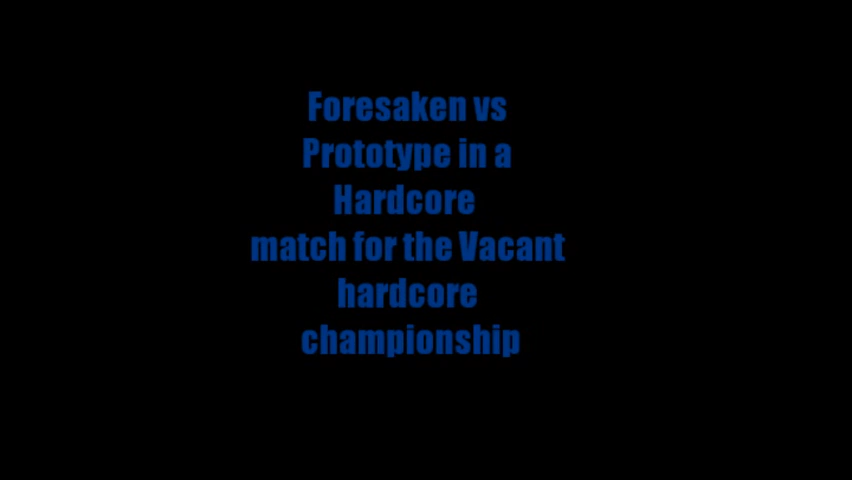 Foresaken vs
Prototype in a
Hardcore
match for the Vacant
hardcore
championship